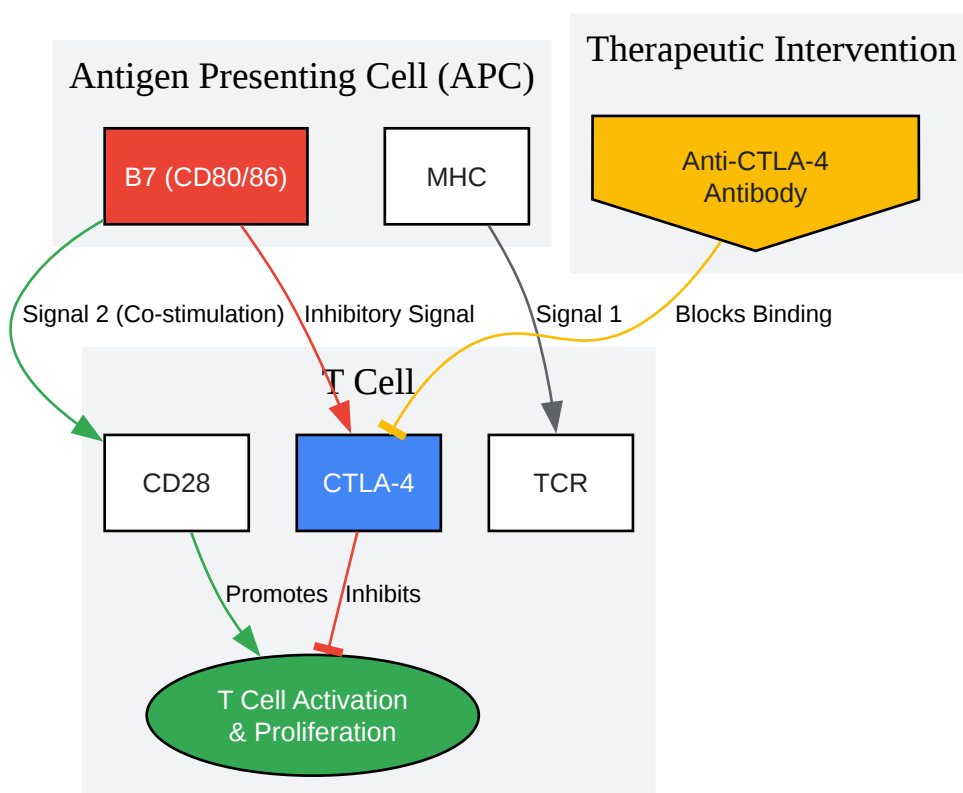 Therapeutic Intervention
Antigen Presenting Cell (APC)
B7 (CD80/86)
MHC
Anti-CTLA-4
Antibody
Signal 2 (Co-stimulation)
Inhibitory Signal
Signal 1
Blocks Binding
T Cell
CD28
CTLA-4
TCR
Promotes
Inhibits
T Cell Activation
& Proliferation